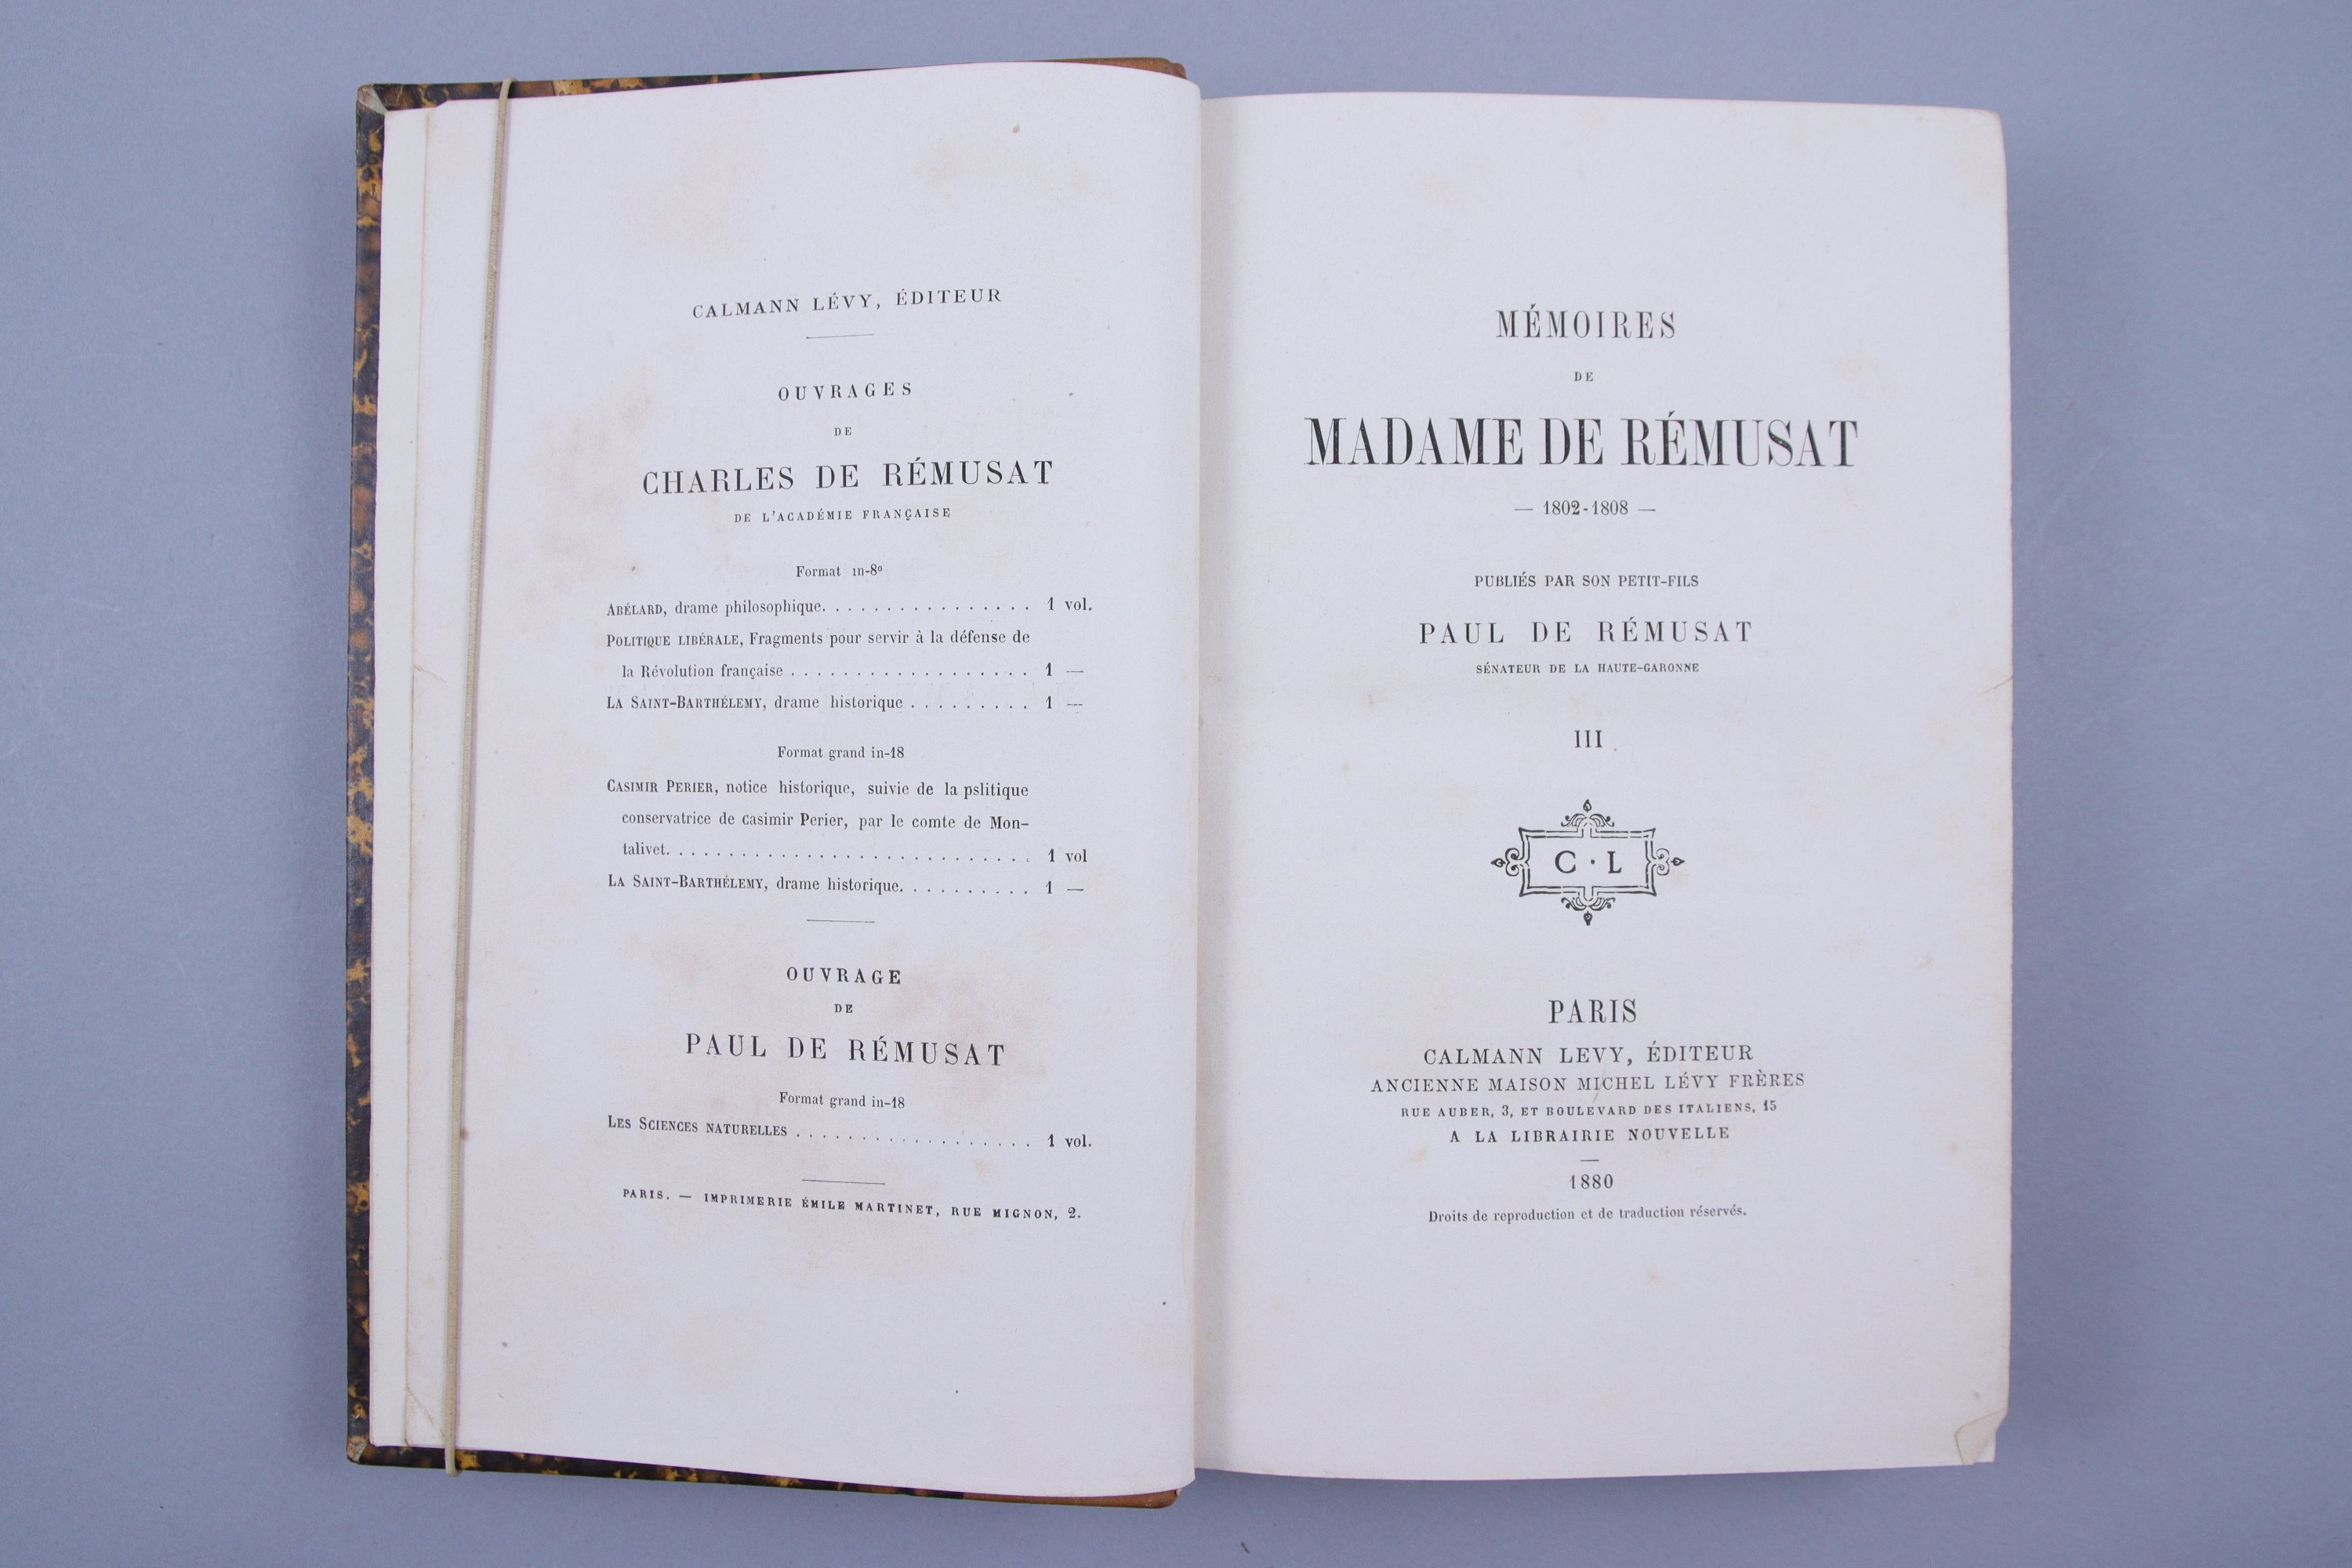 CALMANN LÉVY, ÉDITEUR
OUVRAGES
DE
CHARLES DE RÉMUSAT
DE L'ACADÉMIE FRANÇAISE
Format in-8º
ABÉLARD, drame philosophique. . . . . . . . . . . . . . . . 1 vol.
POLITIQUE LIBÉRALE, Fragments pour servir à la défense de
la Révolution française . . . . . . . . . . . . . . . . . . . 1 —
LA SAINT-BARTHÉLEMY, drame historique . . . . . . . . . 1 —
Format grand in-18
CASIMIR PERIER, notice historique, suivie de la pslitique
conservatrice de casimir Perier, par le comte de Mon-
talivet. . . . . . . . . . . . . . . . . . . . . . . . . . . . 1 vol
LA SAINT-BARTHÉLEMY, drame historique. . . . . . . . . . 1 —
OUVRAGE
DE
PAUL DE RÉMUSAT
Format grand in-18
LES SCIENCES NATURELLES . . . . . . . . . . . . . . . . . . . 1 vol.
PARIS. — IMPRIMERIE ÉMILE MARTINET, RUE MIGNON, 2.
MÉMOIRES
DE
MADAME DE RÉMUSAT
— 1802-1808 —
PUBLIÉS PAR SON PETIT-FILS
PAUL DE RÉMUSAT
SÉNATEUR DE LA HAUTE-GARONNE
III
C · L
PARIS
CALMANN LEVY, ÉDITEUR
ANCIENNE MAISON MICHEL LÉVY FRÈRES
RUE AUBER, 3, ET BOULEVARD DES ITALIENS, 15
A LA LIBRAIRIE NOUVELLE
1880
Droits de reproduction et de traduction réservés.